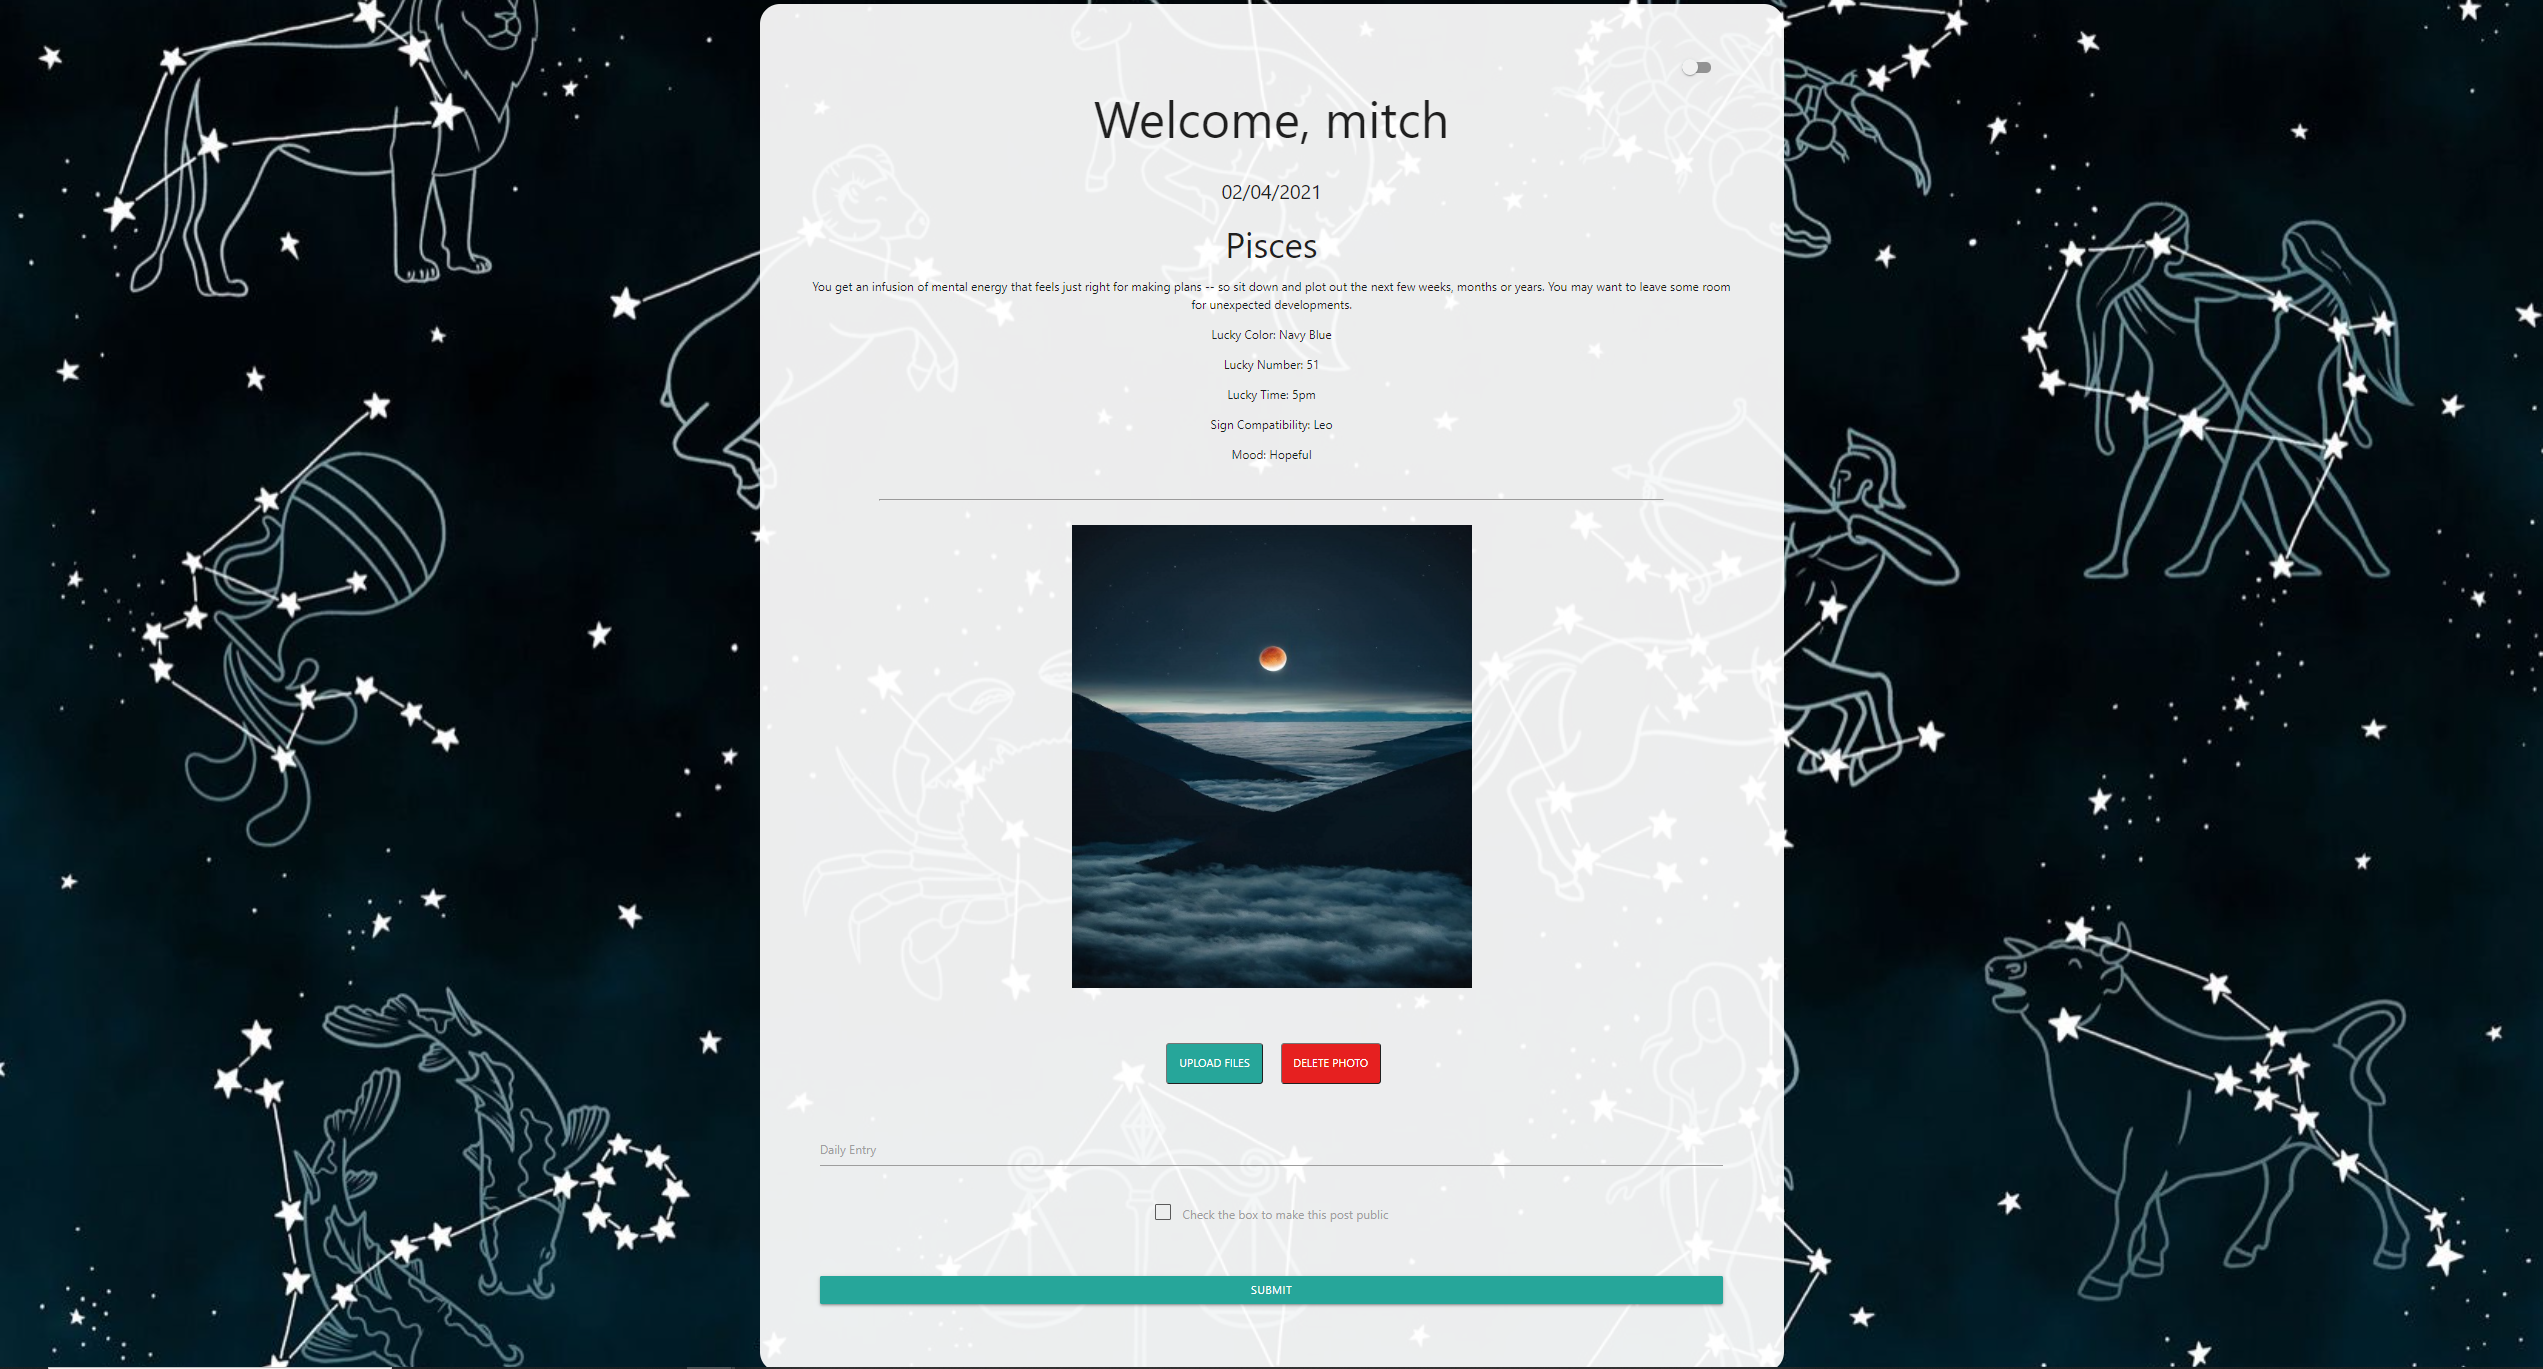 Welcome, mitch
02/04/2021
Pisces
You get an infusion of mental energy that feels just right for making plans -- so sit down and plot out the next few weeks, months or years. You may want to leave some room
for unexpected developments.
Lucky Color: Navy Blue
Lucky Number: 51
Lucky Time: 5pm
Sign Compatibility: Leo
Mood: Hopeful
UPLOAD FILES DELETE PHOTO
Daily Entry
Check the box to make this post public
SUBMIT